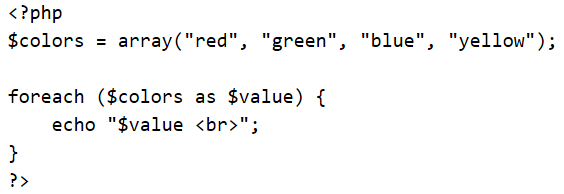 <?php
$colors = array("red", "green", "blue", "yellow");
foreach ($colors as $value) {
    echo "$value <br>";
}
?>